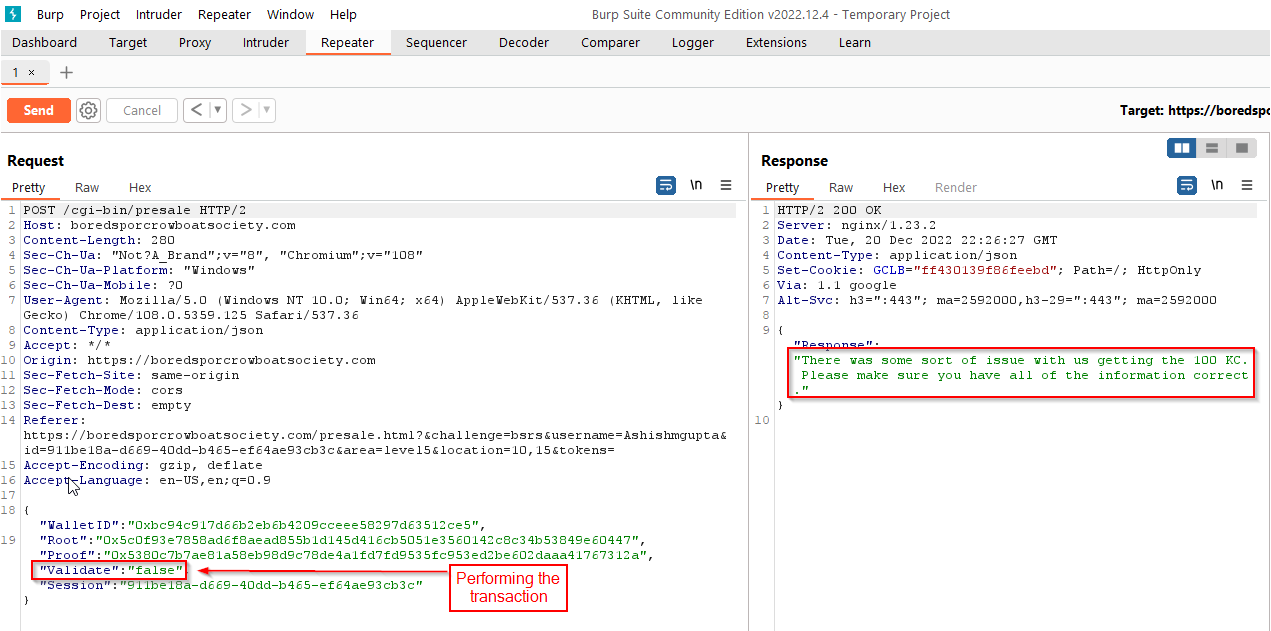 Burp Project Intruder Repeater Window Help Burp Suite Community Edition v2022.12.4 - Temporary Project
Dashboard Target Proxy Intruder Repeater Sequencer Decoder Comparer Logger Extensions Learn
1 × +
Send Cancel < > Target: https://boredspo
Request
Pretty Raw Hex \n
1 POST /cgi-bin/presale HTTP/2
2 Host: boredsporcrowboatsociety.com
3 Content-Length: 280
4 Sec-Ch-Ua: "Not?A_Brand";v="8", "Chromium";v="108"
5 Sec-Ch-Ua-Platform: "Windows"
6 Sec-Ch-Ua-Mobile: ?0
7 User-Agent: Mozilla/5.0 (Windows NT 10.0; Win64; x64) AppleWebKit/537.36 (KHTML, like
Gecko) Chrome/108.0.5359.125 Safari/537.36
8 Content-Type: application/json
9 Accept: */*
10 Origin: https://boredsporcrowboatsociety.com
11 Sec-Fetch-Site: same-origin
12 Sec-Fetch-Mode: cors
13 Sec-Fetch-Dest: empty
14 Referer:
https://boredsporcrowboatsociety.com/presale.html?&challenge=bsrs&username=Ashishmgupta&
id=911be18a-d669-40dd-b465-ef64ae93cb3c&area=level5&location=10,15&tokens=
15 Accept-Encoding: gzip, deflate
16 Accept-Language: en-US,en;q=0.9
17
18 {
"WalletID":"0xbc94c917d66b2eb6b4209cceee58297d63512ce5",
19 "Root":"0x5c0f93e7858ad6f8aead855b1d145d416cb5051e3560142c8c34b53849e60447",
"Proof":"0x5380c7b7ae81a58eb98d9c78de4a1fd7fd9535fc953ed2be602daaa41767312a",
"Validate":"false"
"Session":"911be18a-d669-40dd-b465-ef64ae93cb3c"
}
Performing the
transaction
Response
Pretty Raw Hex Render \n
1 HTTP/2 200 OK
2 Server: nginx/1.23.2
3 Date: Tue, 20 Dec 2022 22:26:27 GMT
4 Content-Type: application/json
5 Set-Cookie: GCLB="ff430139f86feebd"; Path=/; HttpOnly
6 Via: 1.1 google
7 Alt-Svc: h3=":443"; ma=2592000,h3-29=":443"; ma=2592000
8
9 {
"Response":
"There was some sort of issue with us getting the 100 KC.
Please make sure you have all of the information correct
."
}
10